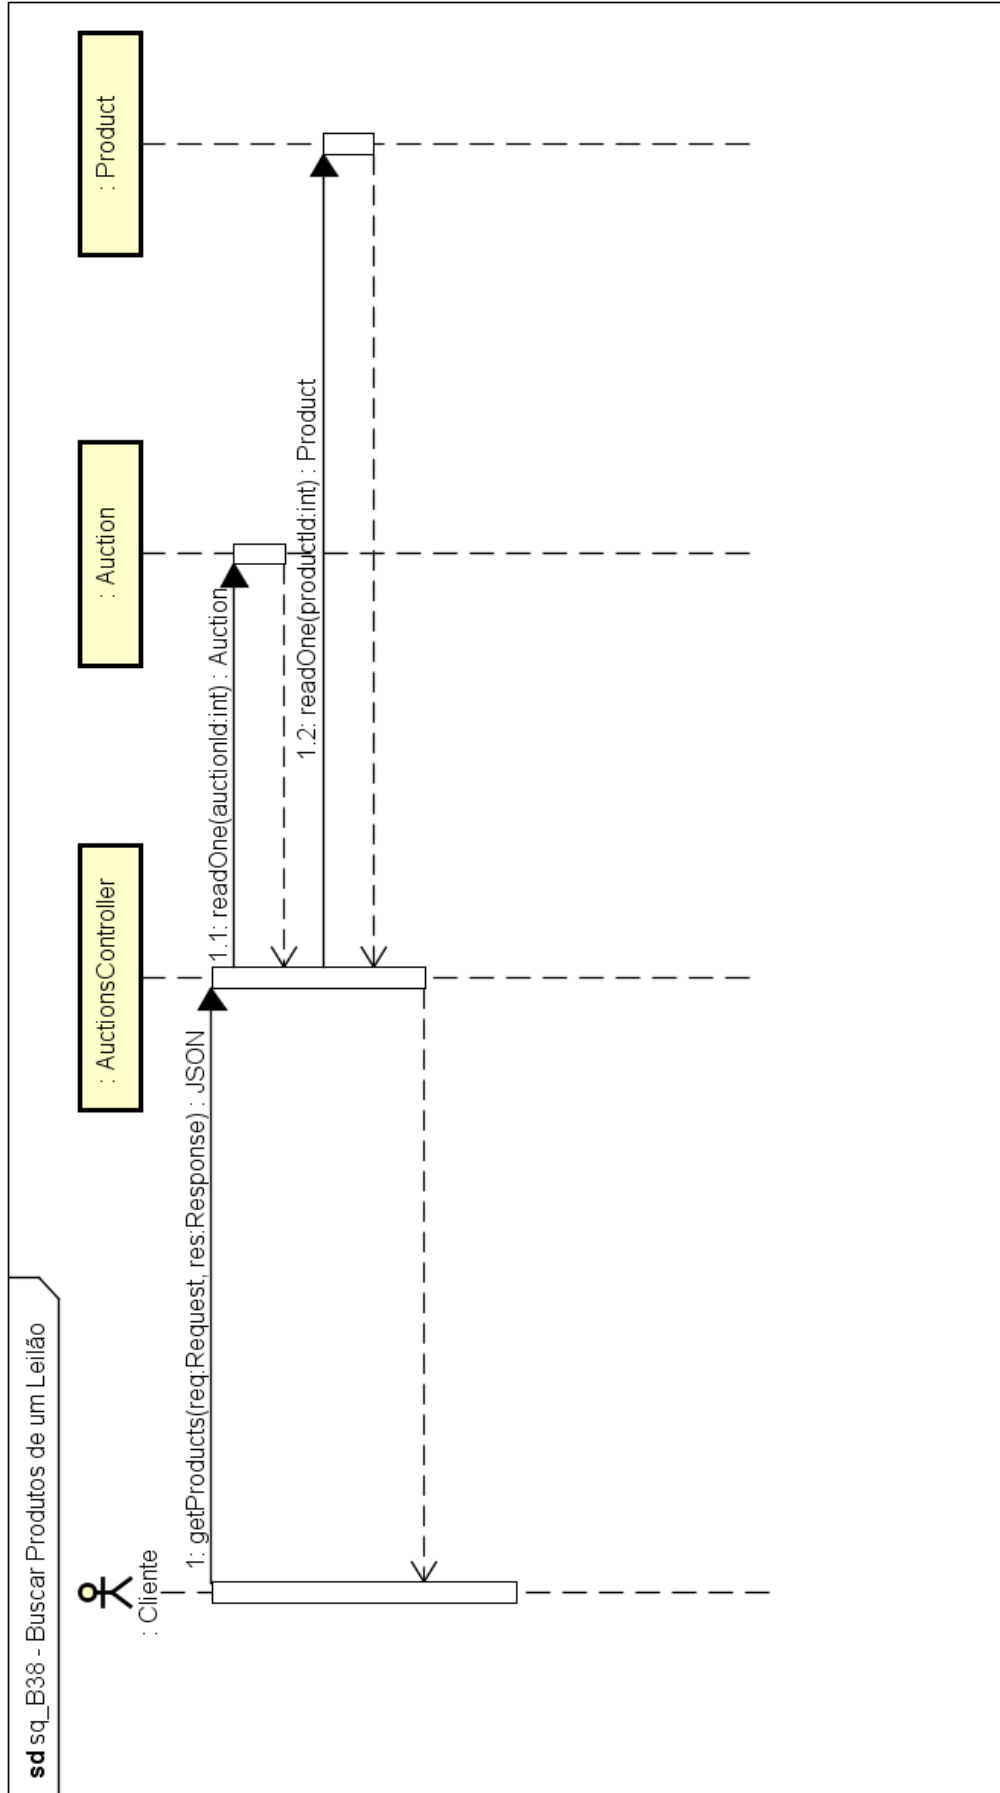 sd sq_B38 - Buscar Produtos de um Leilão
: Cliente
: AuctionsController
: Auction
: Product
1: getProducts(req:Request, res:Response) : JSON
1.1: readOne(auctionId:int) : Auction
1.2: readOne(productId:int) : Product